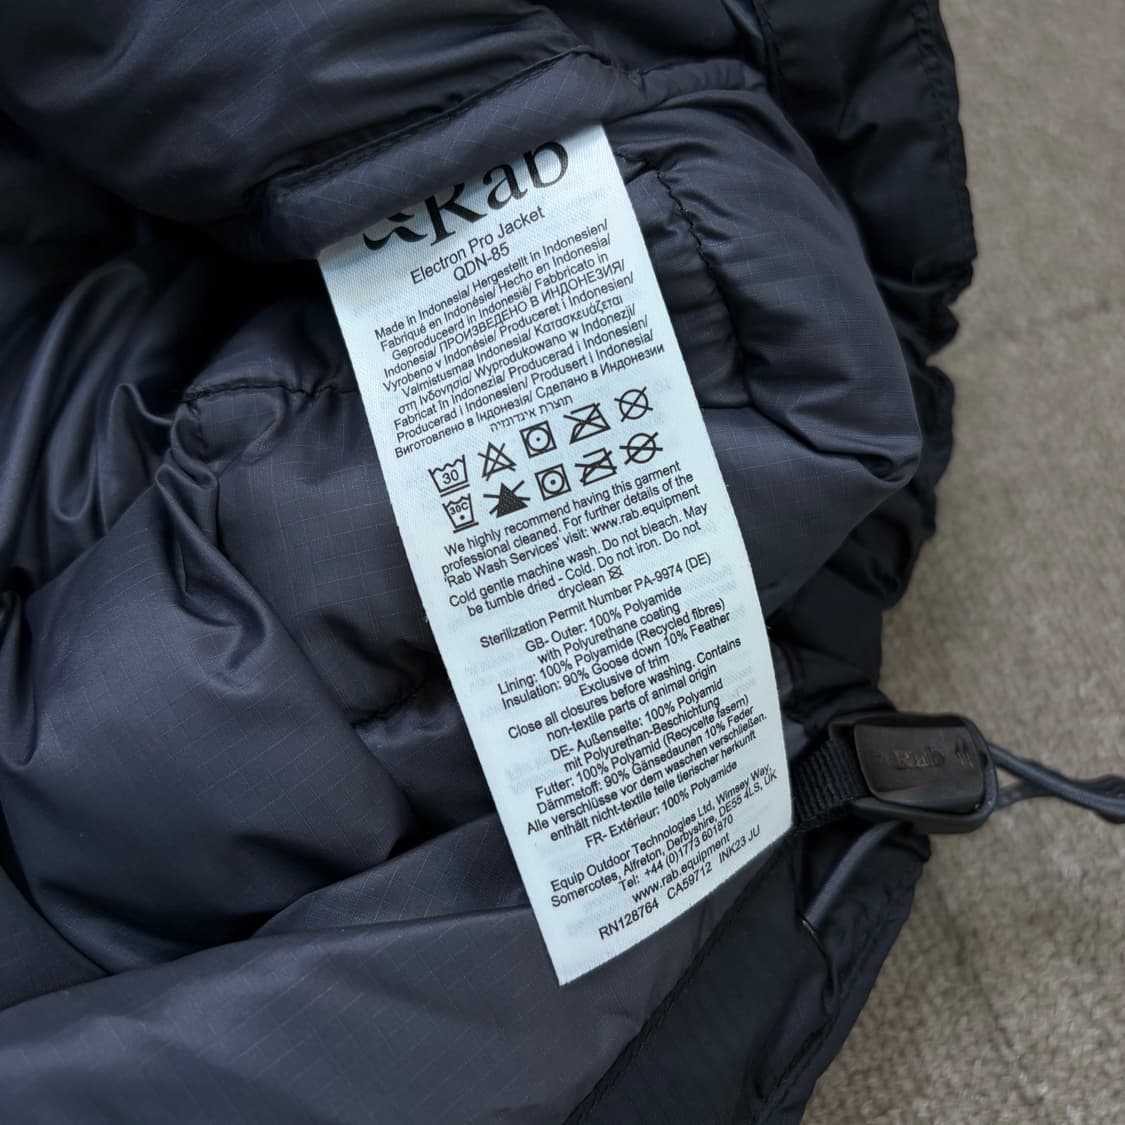 Rab
Electron Pro Jacket
QDN-85
Made in Indonesia/ Hergestellt in Indonesien/
Fabriqué en Indonésie/ Hecho en Indonesia/
Geproduceerd in Indonesië/ Fabbricato in
Indonesia/ ПРОИЗВЕДЕНО В ИНДОНЕЗИЯ/
Vyrobeno v Indonésie/ Produceret i Indonesien/
Valmistusmaa Indonesia/ Κατασκευάζεται
στη Ινδονησία/ Wyprodukowano w Indonezji/
Fabricat în Indonezia/ Producerad i Indonesien/
Producerad i Indonesien/ Produsert i Indonesia/
Виготовлено в Індонезія/ Сделано в Индонезии
תוצרת אינדונזיה
30
30C
We highly recommend having this garment
professional cleaned. For further details of the
'Rab Wash Services' visit: www.rab.equipment
Cold gentle machine wash. Do not bleach. May
be tumble dried - Cold. Do not iron. Do not
dryclean
Sterilization Permit Number PA-9974 (DE)
GB- Outer: 100% Polyamide
with Polyurethane coating
Lining: 100% Polyamide (Recycled fibres)
Insulation: 90% Goose down 10% Feather
Exclusive of trim
Close all closures before washing. Contains
non-textile parts of animal origin
DE- Außenseite: 100% Polyamid
mit Polyurethan-Beschichtung
Futter: 100% Polyamid (Recycelte fasern)
Dämmstoff: 90% Gänsedaunen 10% Feder
Alle verschlüsse vor dem waschen verschließen.
enthält nicht-textile teile tierischer herkunft
FR- Extérieur: 100% Polyamide
Equip Outdoor Technologies Ltd, Wimsey Way,
Somercotes, Alfreton, Derbyshire, DE55 4LS, UK
Tel: +44 (0)1773 601870
www.rab.equipment
RN128764 CA59712 INK23 JU
Rab